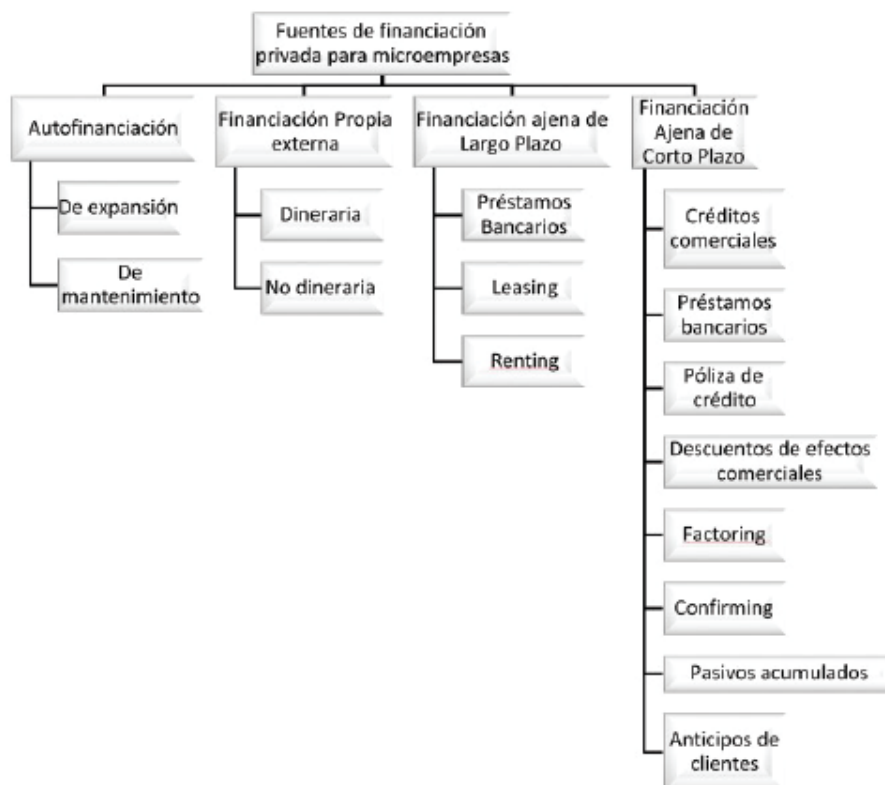 Fuentes de financiación
privada para microempresas
Autofinanciación
De expansión
De
mantenimiento
Financiación Propia
externa
Dineraria
No dineraria
Financiación ajena de
Largo Plazo
Préstamos
Bancarios
Leasing
Renting
Financiación
Ajena de
Corto Plazo
Créditos
comerciales
Préstamos
bancarios
Póliza de
crédito
Descuentos de efectos
comerciales
Factoring
Confirming
Pasivos acumulados
Anticipos de
clientes